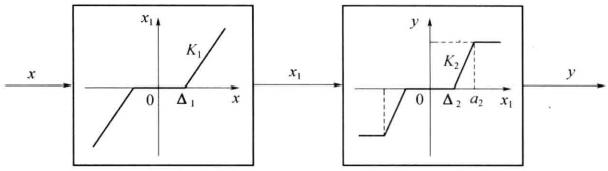 x
x₁
K₁
0
Δ₁
x
x₁
y
K₂
0
Δ₂
a₂
x₁
y